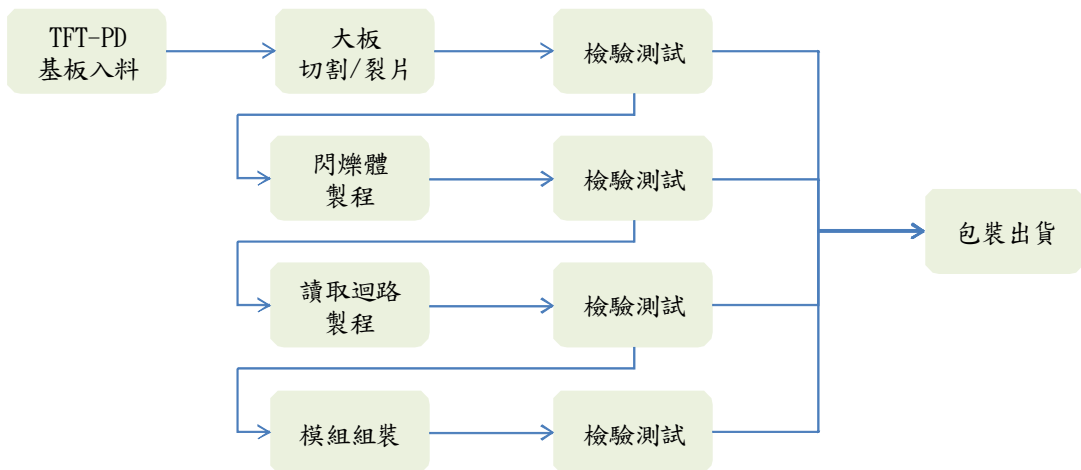 TFT-PD
基板入料
大板
切割/裂片
檢驗測試
閃爍體
製程
檢驗測試
包裝出貨
讀取迴路
製程
檢驗測試
模組組裝
檢驗測試